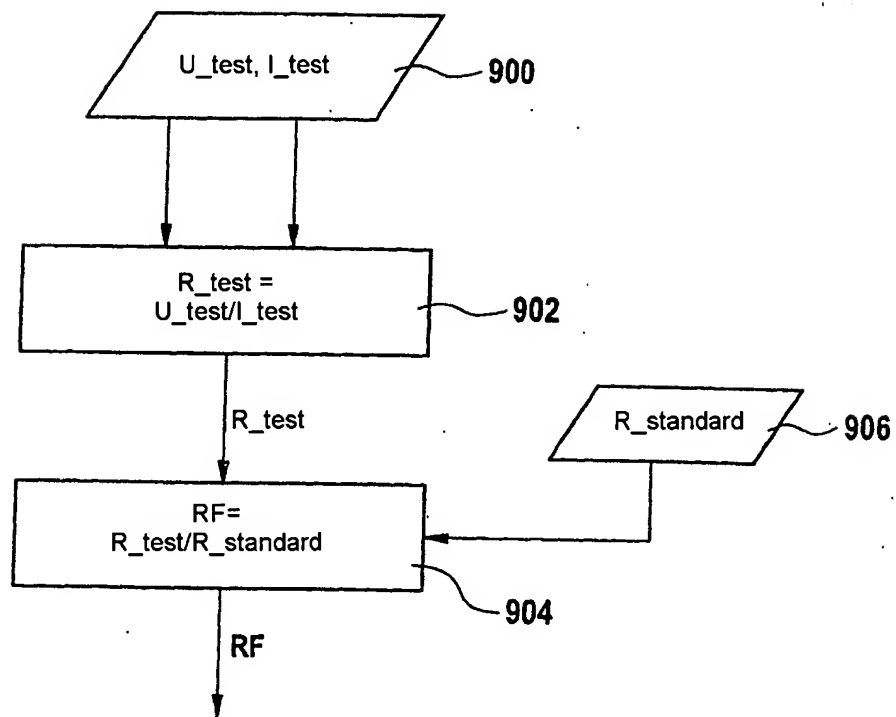 U_test, I_test
900
R_test =
U_test/I_test
902
R_test
R_standard
906
RF=
R_test/R_standard
904
RF